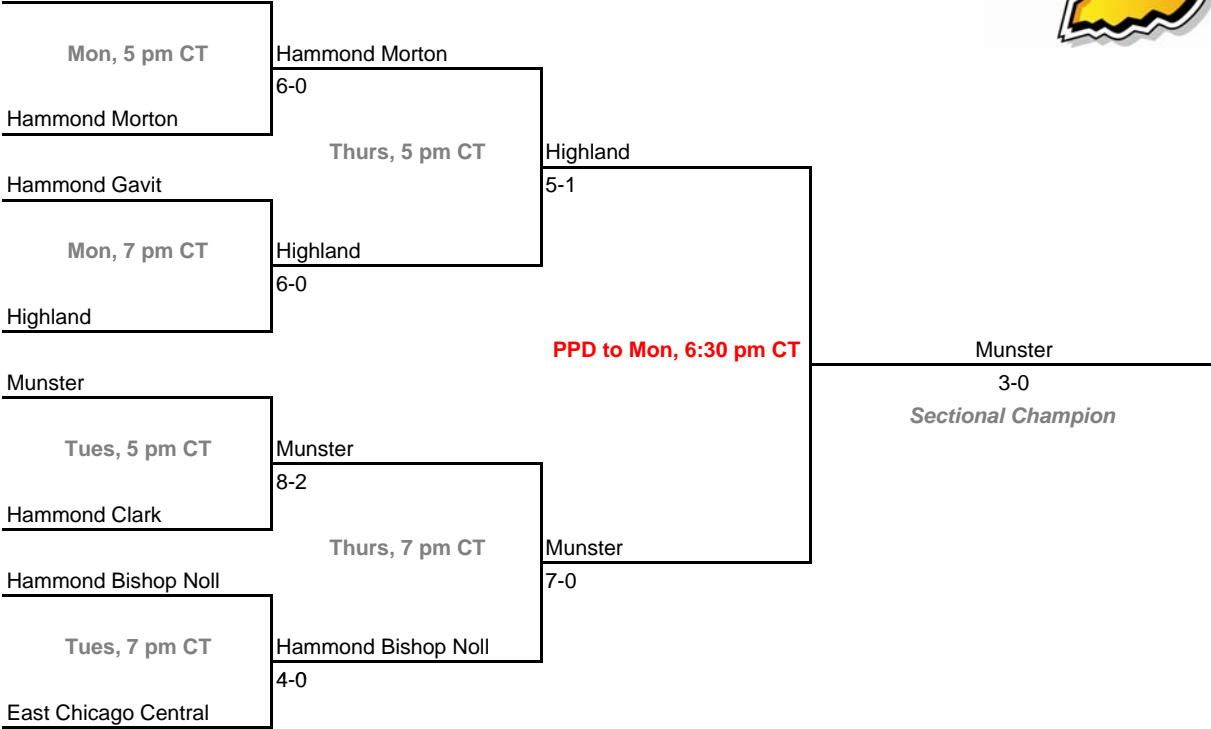 Mon, 5 pm CT
Hammond Morton
6-0
Hammond Morton
Thurs, 5 pm CT
Highland
5-1
Hammond Gavit
Mon, 7 pm CT
Highland
6-0
Highland
PPD to Mon, 6:30 pm CT
Munster
3-0
Sectional Champion
Munster
Tues, 5 pm CT
Munster
8-2
Hammond Clark
Thurs, 7 pm CT
Munster
7-0
Hammond Bishop Noll
Tues, 7 pm CT
Hammond Bishop Noll
4-0
East Chicago Central